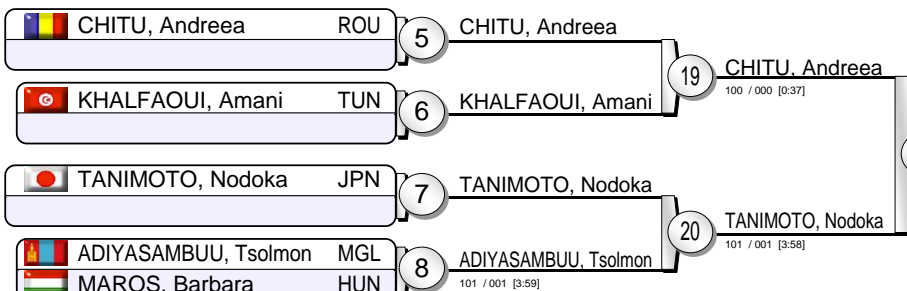 CHITU, Andreea ROU
5
CHITU, Andreea
19
CHITU, Andreea
100 / 000 [0:37]
KHALFAOUI, Amani TUN
6
KHALFAOUI, Amani
TANIMOTO, Nodoka JPN
7
TANIMOTO, Nodoka
20
TANIMOTO, Nodoka
101 / 001 [3:58]
ADIYASAMBUU, Tsolmon MGL
8
ADIYASAMBUU, Tsolmon
101 / 001 [3:59]
MAROS, Barbara HUN